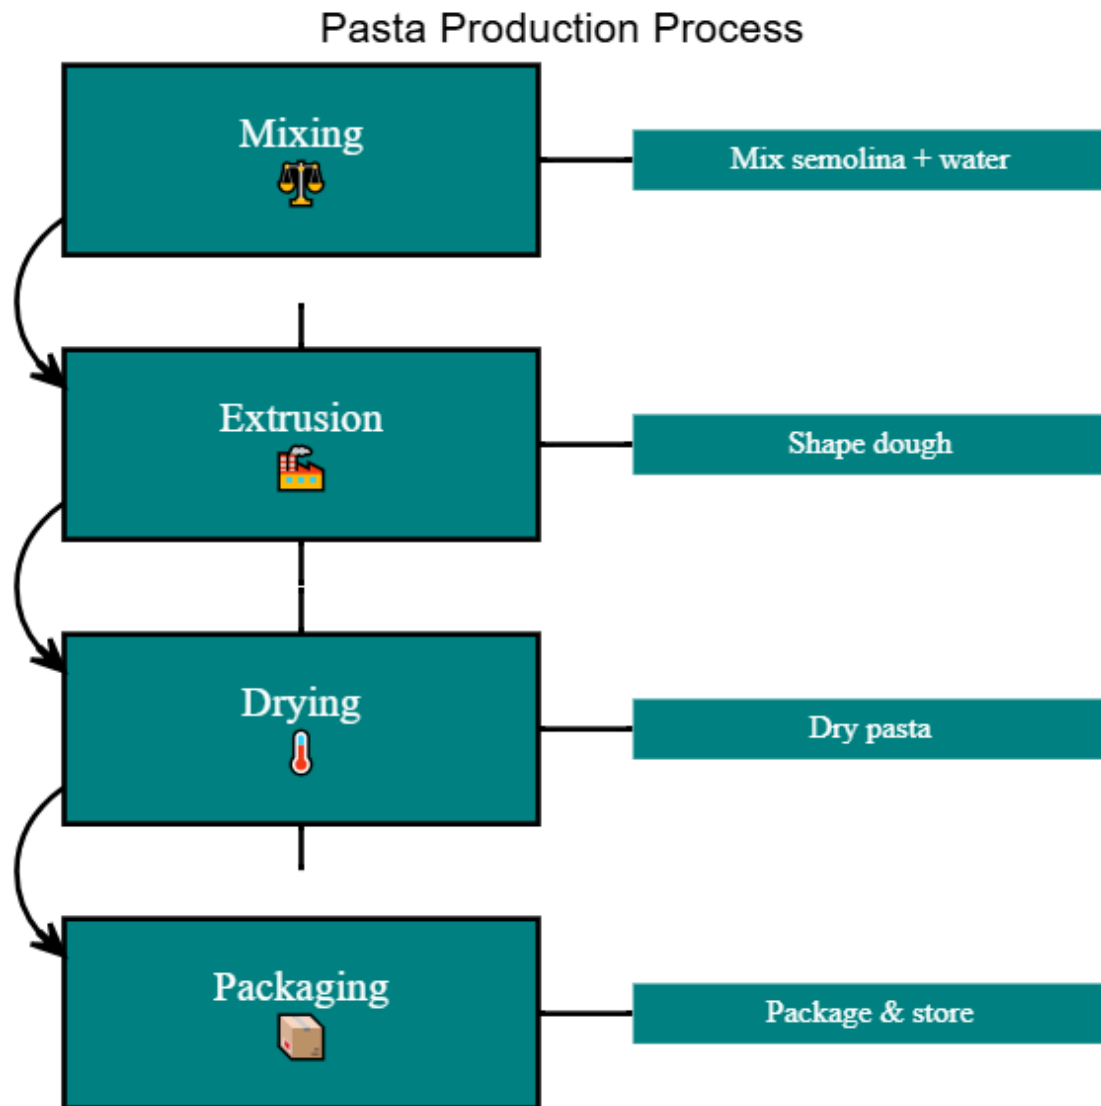 Pasta Production Process
Mixing
Mix semolina + water
Extrusion
Shape dough
Drying
Dry pasta
Packaging
Package & store